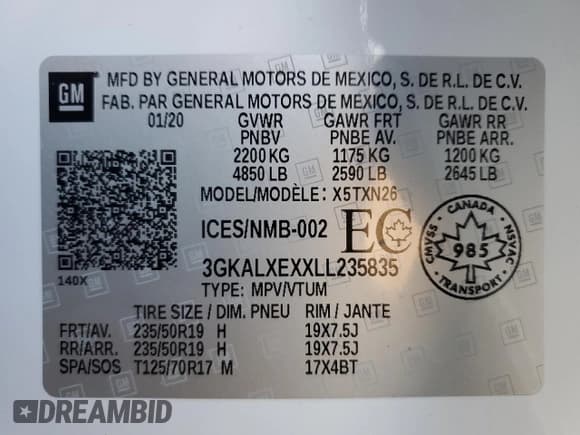 GM
MFD BY GENERAL MOTORS DE MEXICO, S. DE R.L. DE C.V.
FAB. PAR GENERAL MOTORS DE MEXICO, S. DE R.L. DE C.V.
01/20 GVWR GAWR FRT GAWR RR
PNBV PNBE AV. PNBE ARR.
2200 KG 1175 KG 1200 KG
4850 LB 2590 LB 2645 LB
MODEL/MODÈLE: X5TXN26
ICES/NMB-002 EC
CANADA
CMVSS 985 NSVAC
TRANSPORT
3GKALXEXXLL235835
140X
TYPE: MPV/VTUM
TIRE SIZE / DIM. PNEU RIM / JANTE
FRT/AV. 235/50R19 H 19X7.5J
RR/ARR. 235/50R19 H 19X7.5J
SPA/SOS T125/70R17 M 17X4BT
DREAMBID